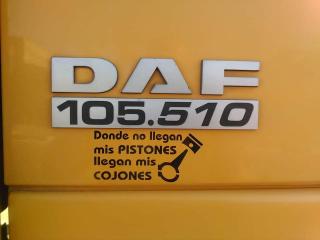 DAF
105.510
Donde no llegan
mis PISTONES
llegan mis
COJONES